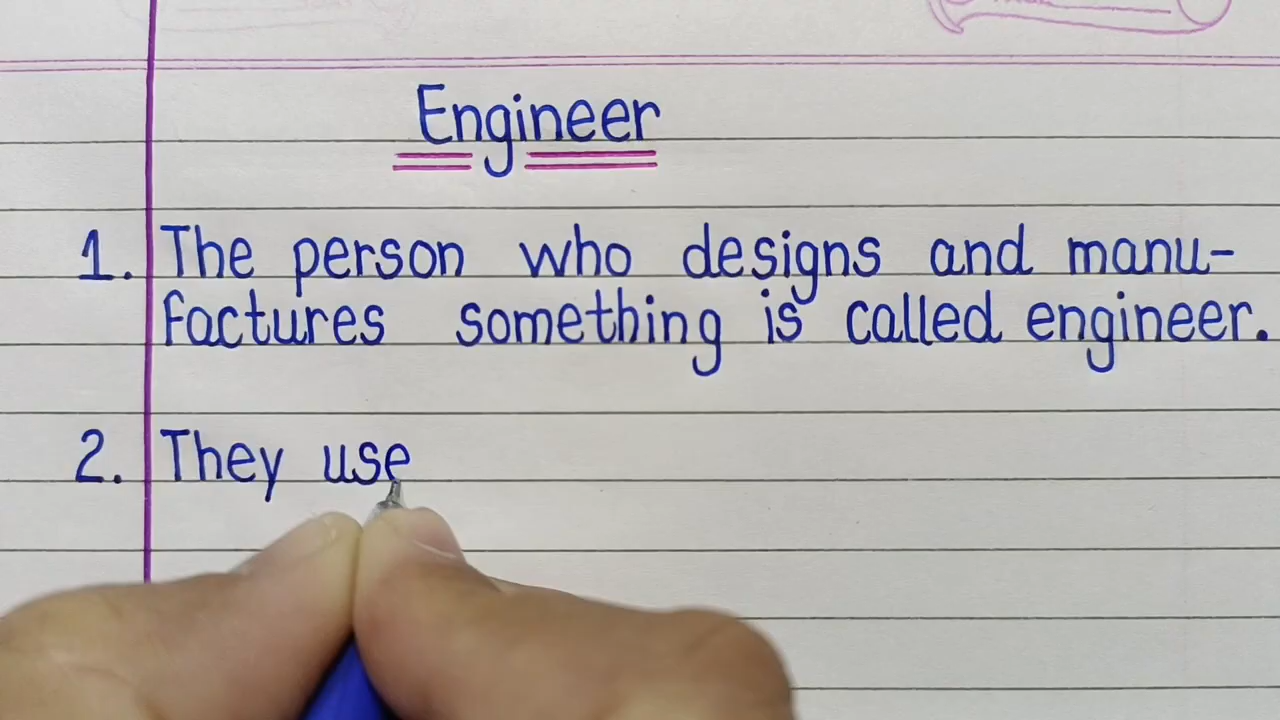 Engineer
1. The person who designs and manu-
factures something is called engineer.
2. They use